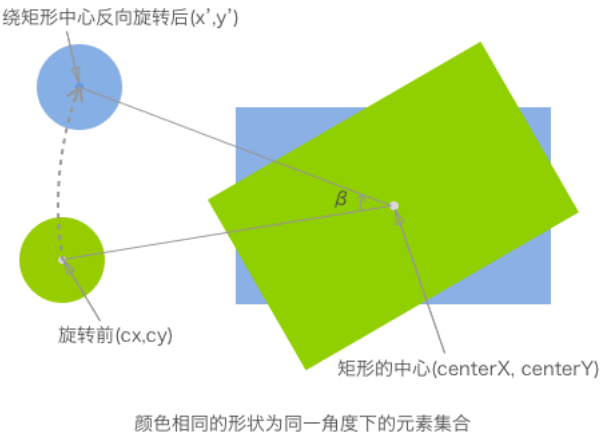 绕矩形中心反向旋转后(x’,y’)
β
旋转前(cx,cy)
矩形的中心(centerX, centerY)
颜色相同的形状为同一角度下的元素集合